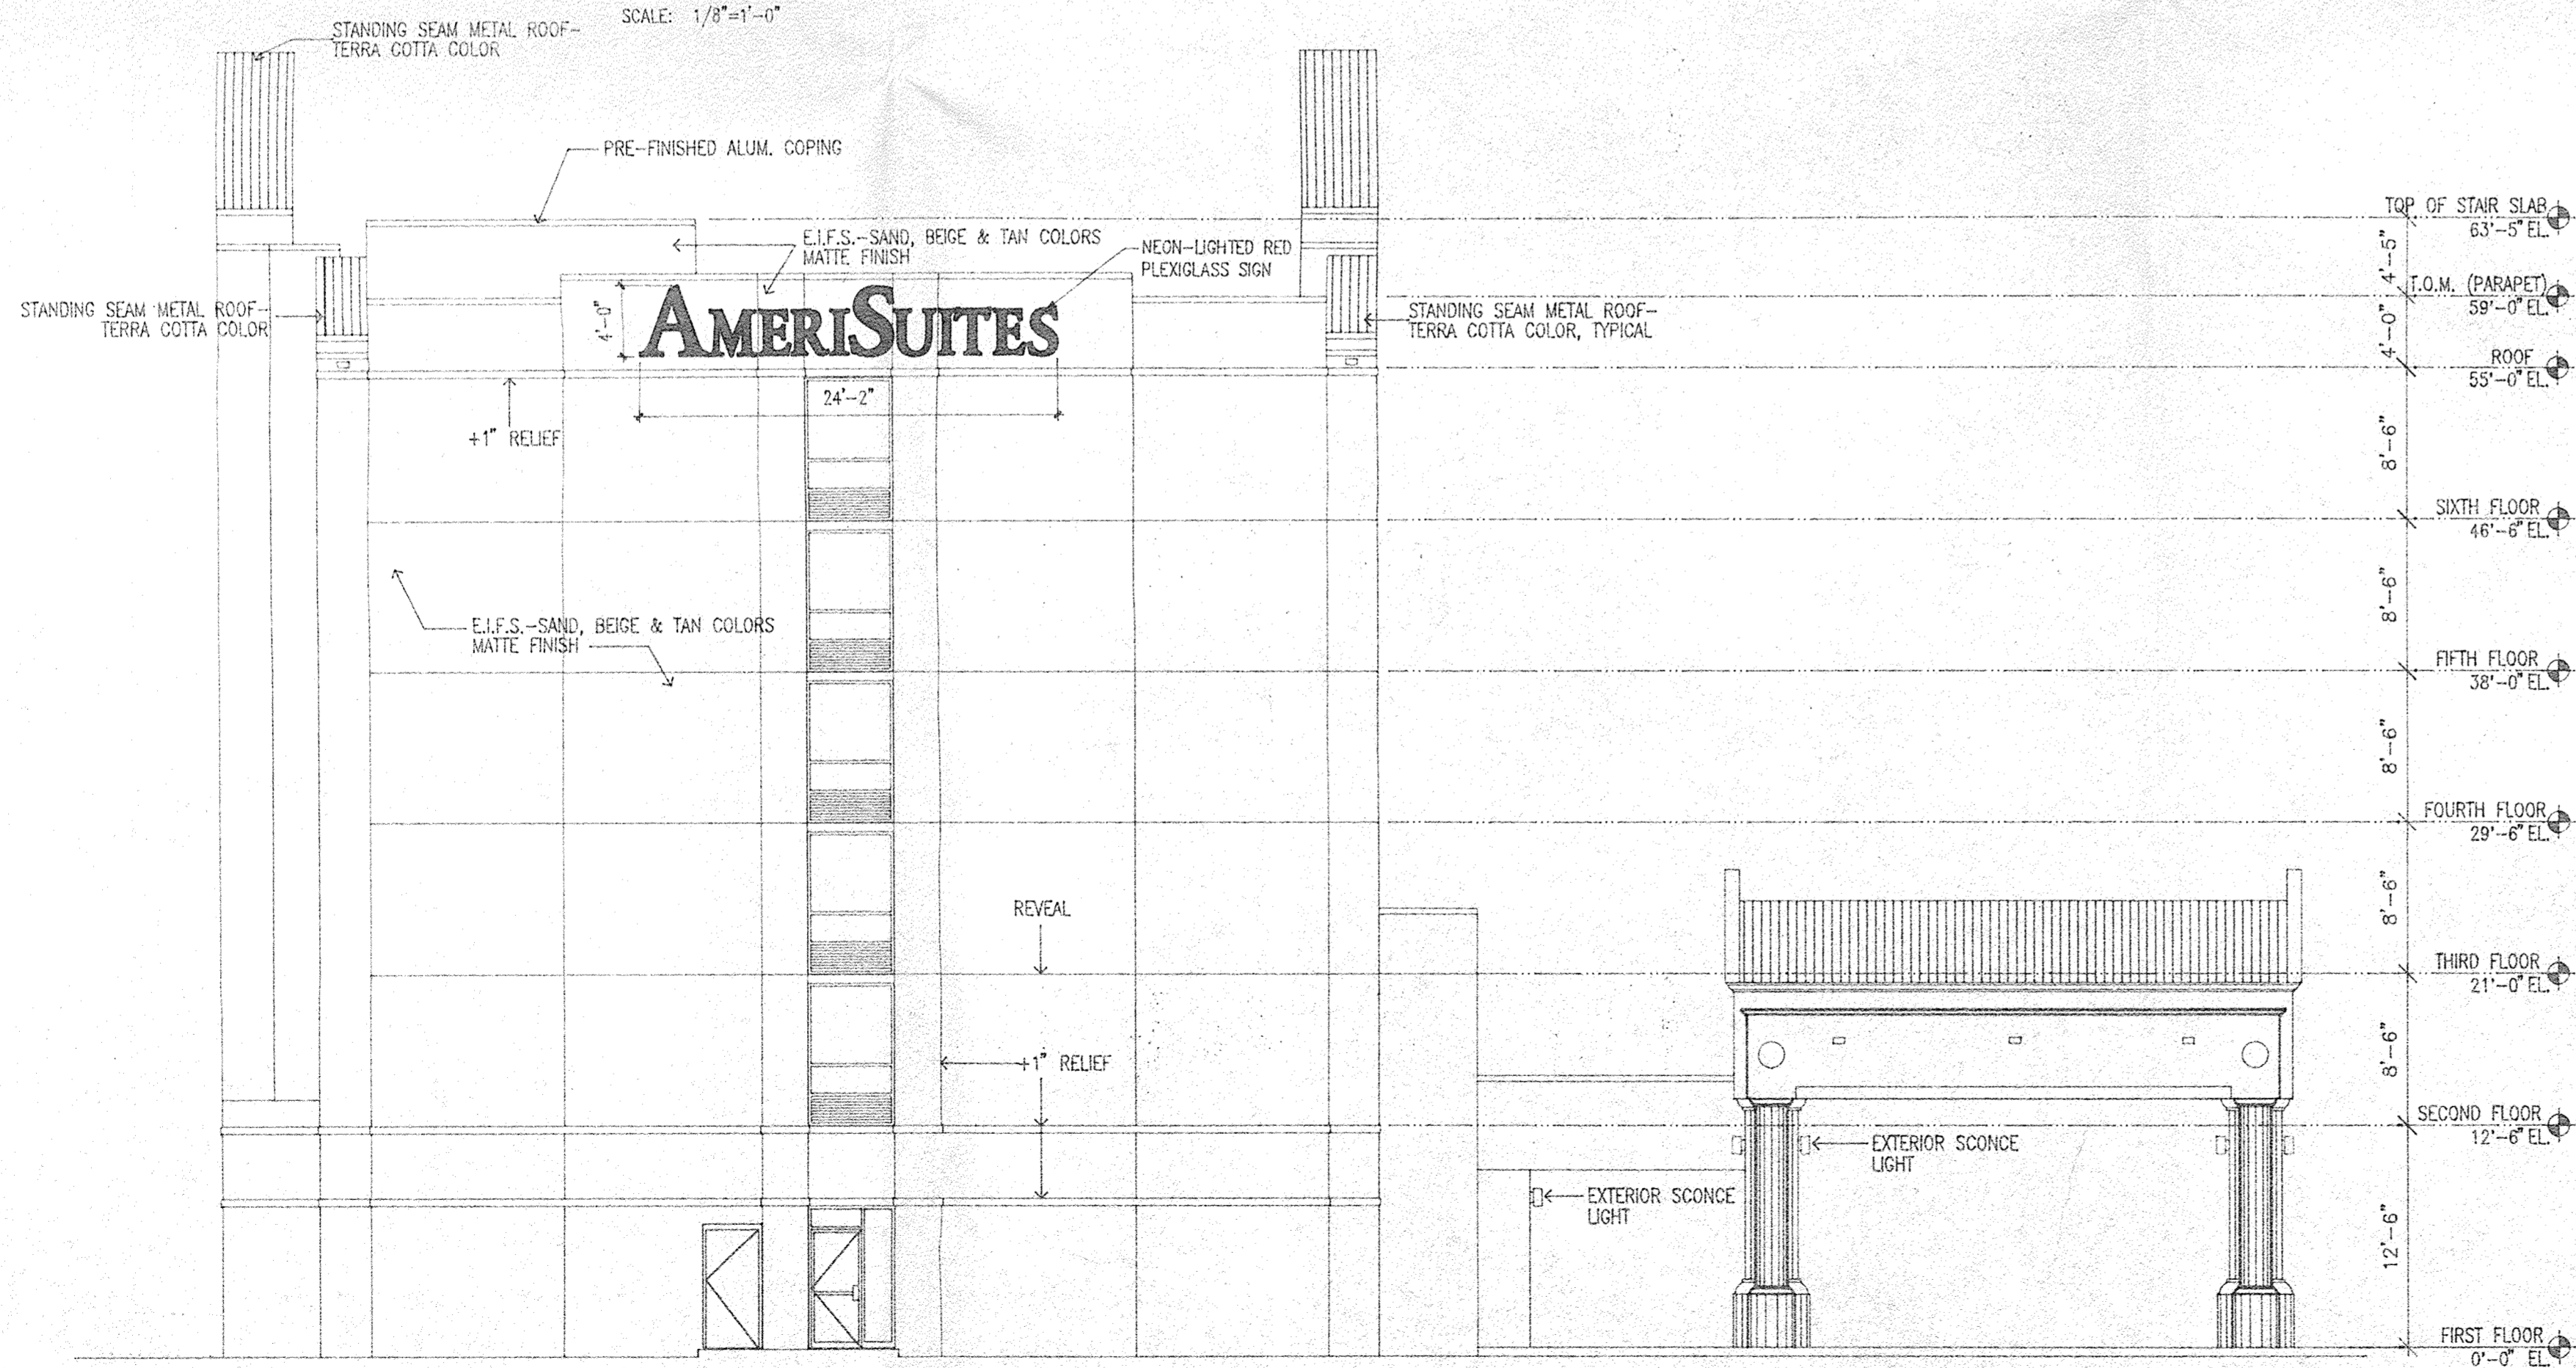 SCALE: 1/8"=1'-0"
STANDING SEAM METAL ROOF-
TERRA COTTA COLOR
PRE-FINISHED ALUM. COPING
E.I.F.S.-SAND, BEIGE & TAN COLORS
MATTE FINISH
NEON-LIGHTED RED
PLEXIGLASS SIGN
STANDING SEAM METAL ROOF-
TERRA COTTA COLOR
4'-0"
AMERISUITES
STANDING SEAM METAL ROOF-
TERRA COTTA COLOR, TYPICAL
24'-2"
+1" RELIEF
E.I.F.S.-SAND, BEIGE & TAN COLORS
MATTE FINISH
REVEAL
+1" RELIEF
EXTERIOR SCONCE
LIGHT
EXTERIOR SCONCE
LIGHT
TOP OF STAIR SLAB
63'-5" EL.
4'-5"
T.O.M. (PARAPET)
59'-0" EL.
4'-0"
ROOF
55'-0" EL.
8'-6"
SIXTH FLOOR
46'-6" EL.
8'-6"
FIFTH FLOOR
38'-0" EL.
8'-6"
FOURTH FLOOR
29'-6" EL.
8'-6"
THIRD FLOOR
21'-0" EL.
8'-6"
SECOND FLOOR
12'-6" EL.
12'-6"
FIRST FLOOR
0'-0" EL.